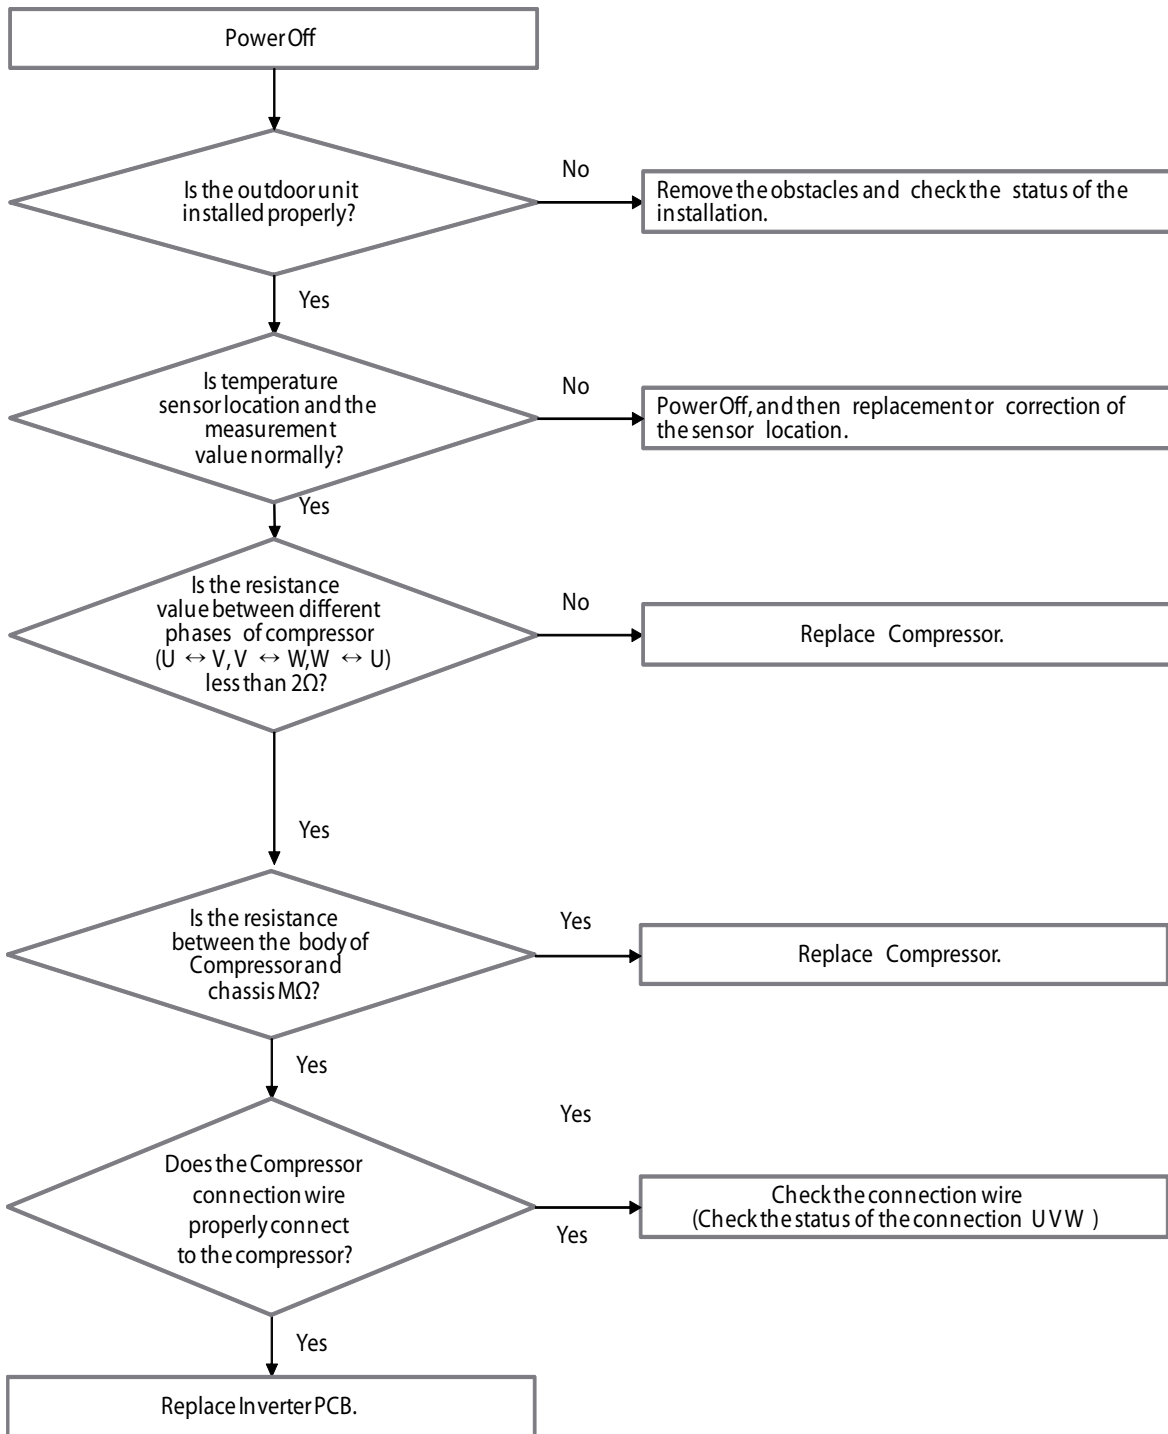 Power Off
Is the outdoor unit
installed properly?
No
Remove the obstacles and check the status of the
installation.
Yes
Is temperature
sensor location and the
measurement
value normally?
No
Power Off, and then replacement or correction of
the sensor location.
Yes
Is the resistance
value between different
phases of compressor
(U ↔ V, V ↔ W, W ↔ U)
less than 2Ω?
No
Replace Compressor.
Yes
Is the resistance
between the body of
Compressor and
chassis MΩ?
Yes
Replace Compressor.
Yes
Yes
Does the Compressor
connection wire
properly connect
to the compressor?
Yes
Check the connection wire
(Check the status of the connection U V W )
Yes
Replace Inverter PCB.